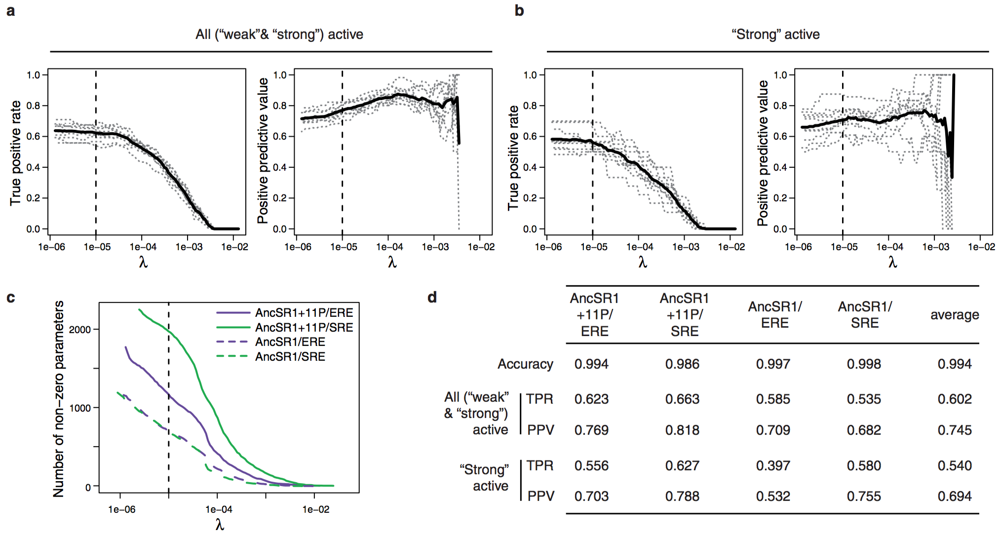 a
All (“weak”& “strong”) active
True positive rate
1.0
0.8
0.6
0.4
0.2
0.0
1e−06
1e−05
1e−04
1e−03
1e−02
λ
Positive predictive value
1.0
0.8
0.6
0.4
0.2
0.0
1e−06
1e−05
1e−04
1e−03
1e−02
λ
b
“Strong” active
True positive rate
1.0
0.8
0.6
0.4
0.2
0.0
1e−06
1e−05
1e−04
1e−03
1e−02
λ
Positive predictive value
1.0
0.8
0.6
0.4
0.2
0.0
1e−06
1e−05
1e−04
1e−03
1e−02
λ
c
Number of non−zero parameters
2000
1000
0
1e−06
1e−04
1e−02
λ
AncSR1+11P/ERE
AncSR1+11P/SRE
AncSR1/ERE
AncSR1/SRE
d
AncSR1
+11P/
ERE
AncSR1
+11P/
SRE
AncSR1/
ERE
AncSR1/
SRE
average
Accuracy 0.994 0.986 0.997 0.998 0.994
All (“weak”
& “strong”)
active
TPR 0.623 0.663 0.585 0.535 0.602
PPV 0.769 0.818 0.709 0.682 0.745
“Strong”
active
TPR 0.556 0.627 0.397 0.580 0.540
PPV 0.703 0.788 0.532 0.755 0.694